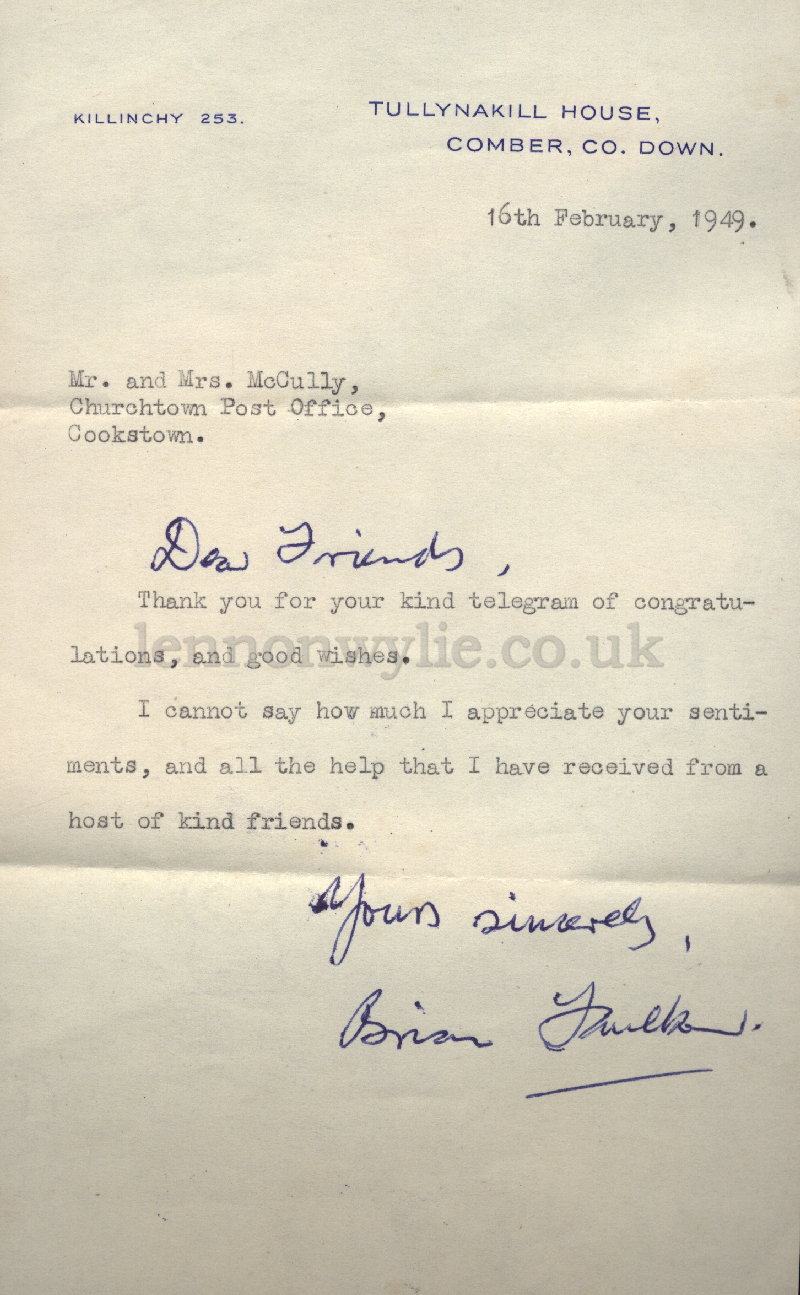 KILLINCHY 253.
TULLYNAKILL HOUSE,
COMBER, CO. DOWN.
16th February, 1949.
Mr. and Mrs. McCully,
Churchtown Post Office,
Cookstown.
Dear Friends,
Thank you for your kind telegram of congratu-
lations, and good wishes.
lennonwylie.co.uk
I cannot say how much I appreciate your senti-
ments, and all the help that I have received from a
host of kind friends.
Yours sincerely,
Brian Faulkner.